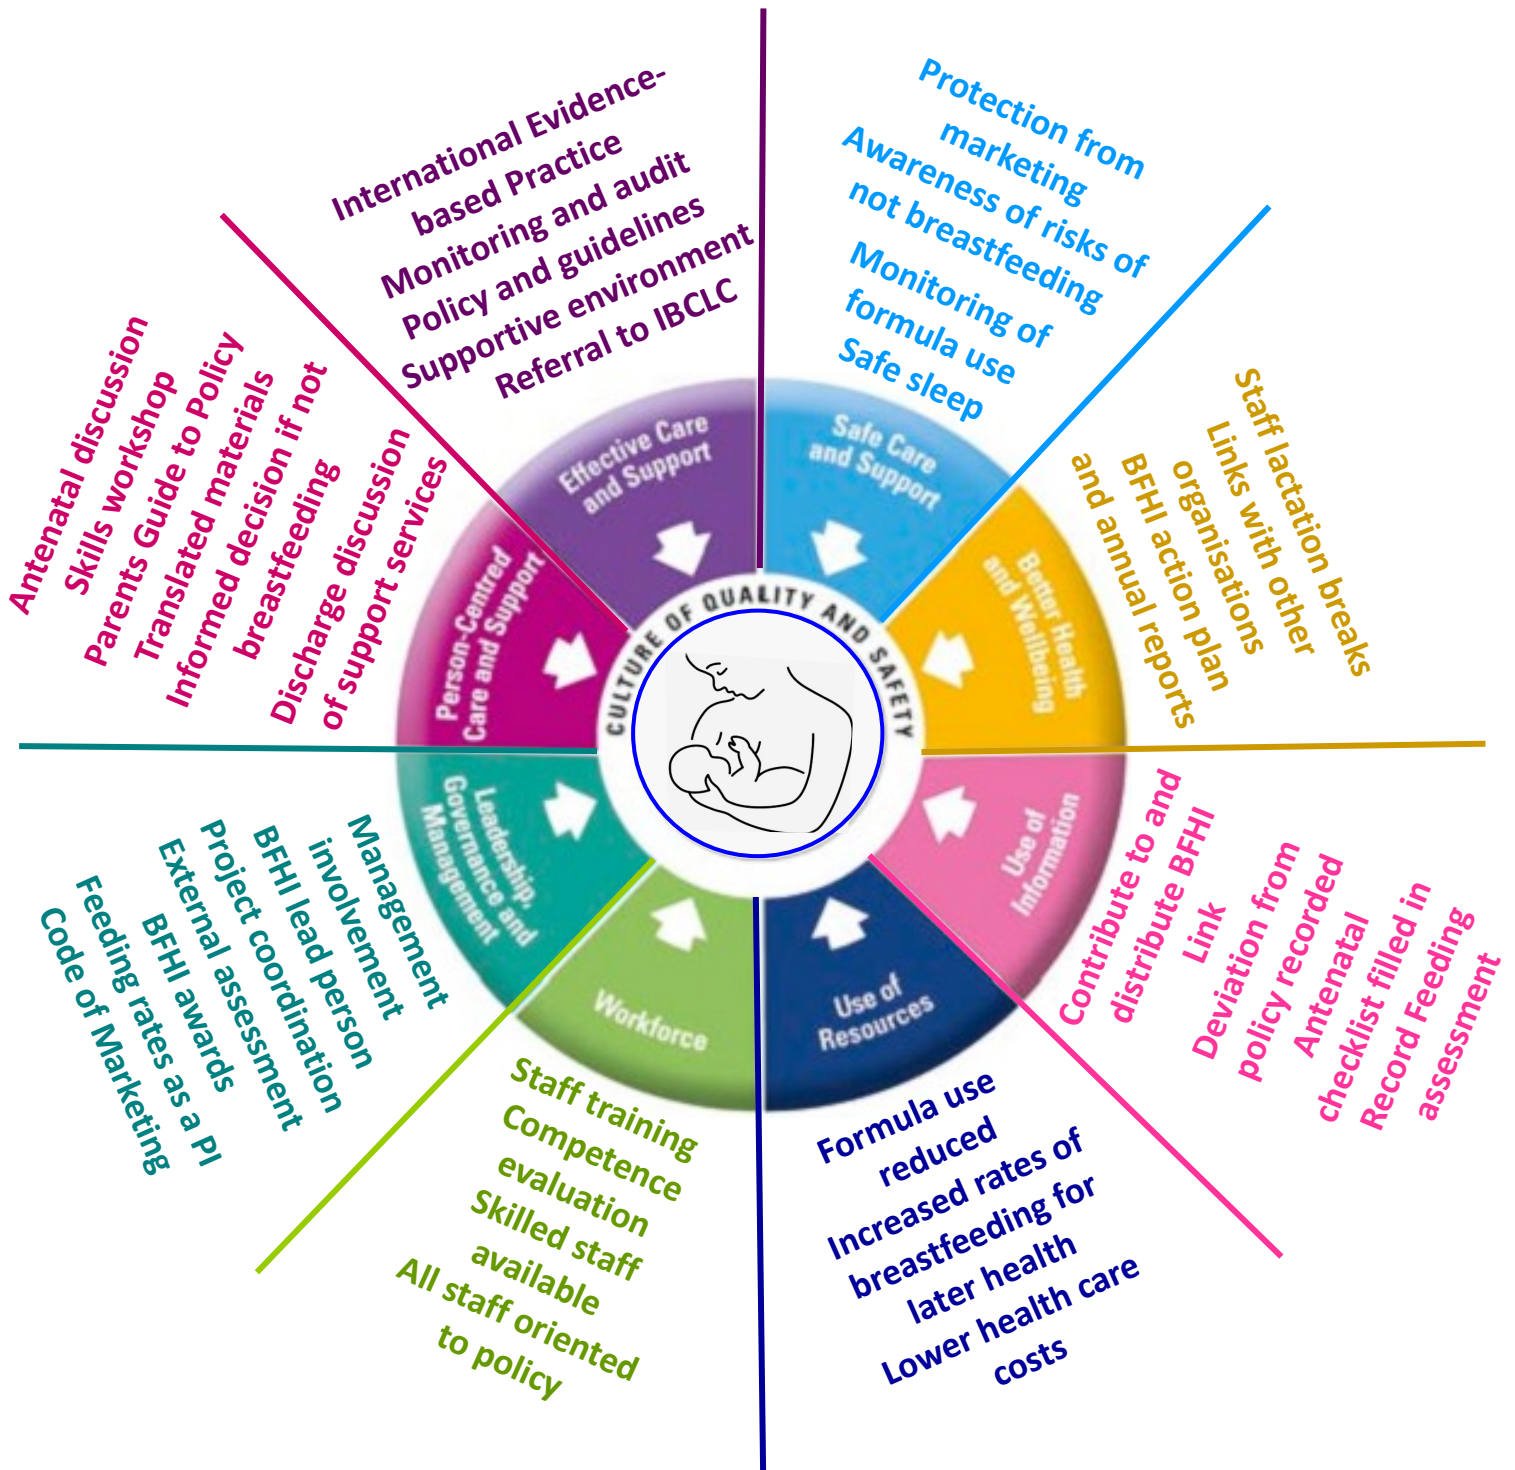 International Evidence-
based Practice
Monitoring and audit
Policy and guidelines
Supportive environment
Referral to IBCLC
Effective Care
and Support
Protection from
marketing
Awareness of risks of
not breastfeeding
Monitoring of
formula use
Safe sleep
Safe Care
and Support
Staff lactation breaks
Links with other
organisations
BFHI action plan
and annual reports
Better Health
and Wellbeing
Contribute to and
distribute BFHI
Link
Deviation from
policy recorded
Antenatal
checklist filled in
Record Feeding
assessment
Use of
Information
Use of
Resources
Formula use
reduced
Increased rates of
breastfeeding for
later health
Lower health care
costs
Workforce
Staff training
Competence
evaluation
Skilled staff
available
All staff oriented
to policy
Leadership,
Governance and
Management
Management
involvement
BFHI lead person
Project coordination
External assessment
BFHI awards
Feeding rates as a PI
Code of Marketing
Antenatal discussion
Skills workshop
Parents Guide to Policy
Translated materials
Informed decision if not
breastfeeding
Discharge discussion
of support services
Person-Centred
Care and Support
CULTURE OF QUALITY AND SAFETY